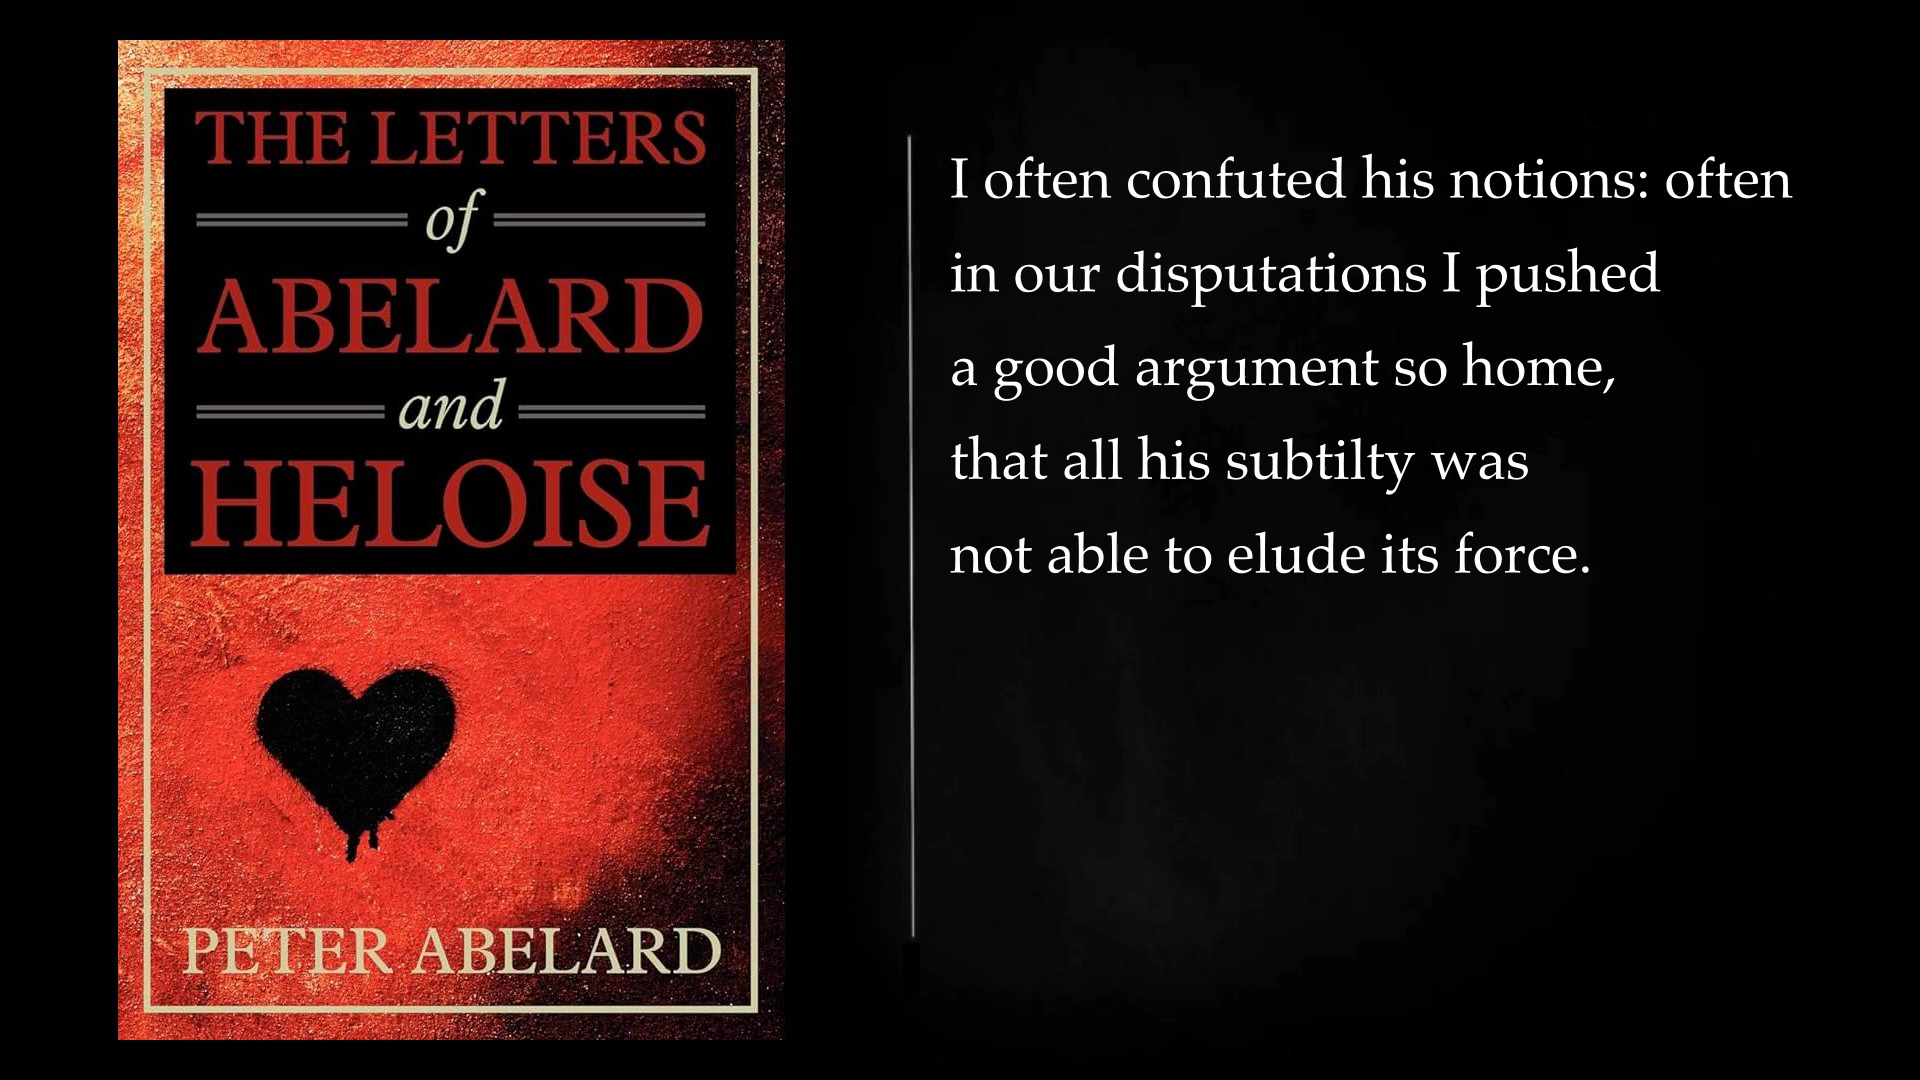 THE LETTERS
of
ABELARD
and
HELOISE
PETER ABELARD
I often confuted his notions: often
in our disputations I pushed
a good argument so home,
that all his subtilty was
not able to elude its force.